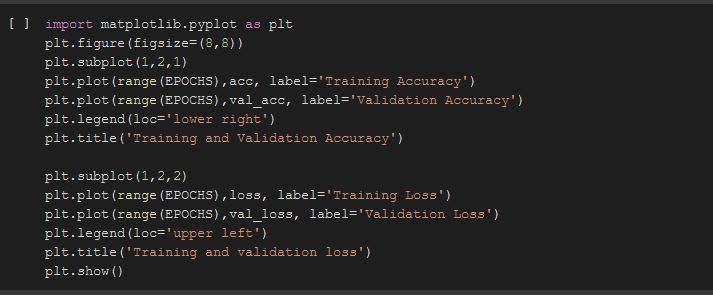 [ ] import matplotlib.pyplot as plt
plt.figure(figsize=(8,8))
plt.subplot(1,2,1)
plt.plot(range(EPOCHS),acc, label='Training Accuracy')
plt.plot(range(EPOCHS),val_acc, label='Validation Accuracy')
plt.legend(loc='lower right')
plt.title('Training and Validation Accuracy')

plt.subplot(1,2,2)
plt.plot(range(EPOCHS),loss, label='Training Loss')
plt.plot(range(EPOCHS),val_loss, label='Validation Loss')
plt.legend(loc='upper left')
plt.title('Training and validation loss')
plt.show()